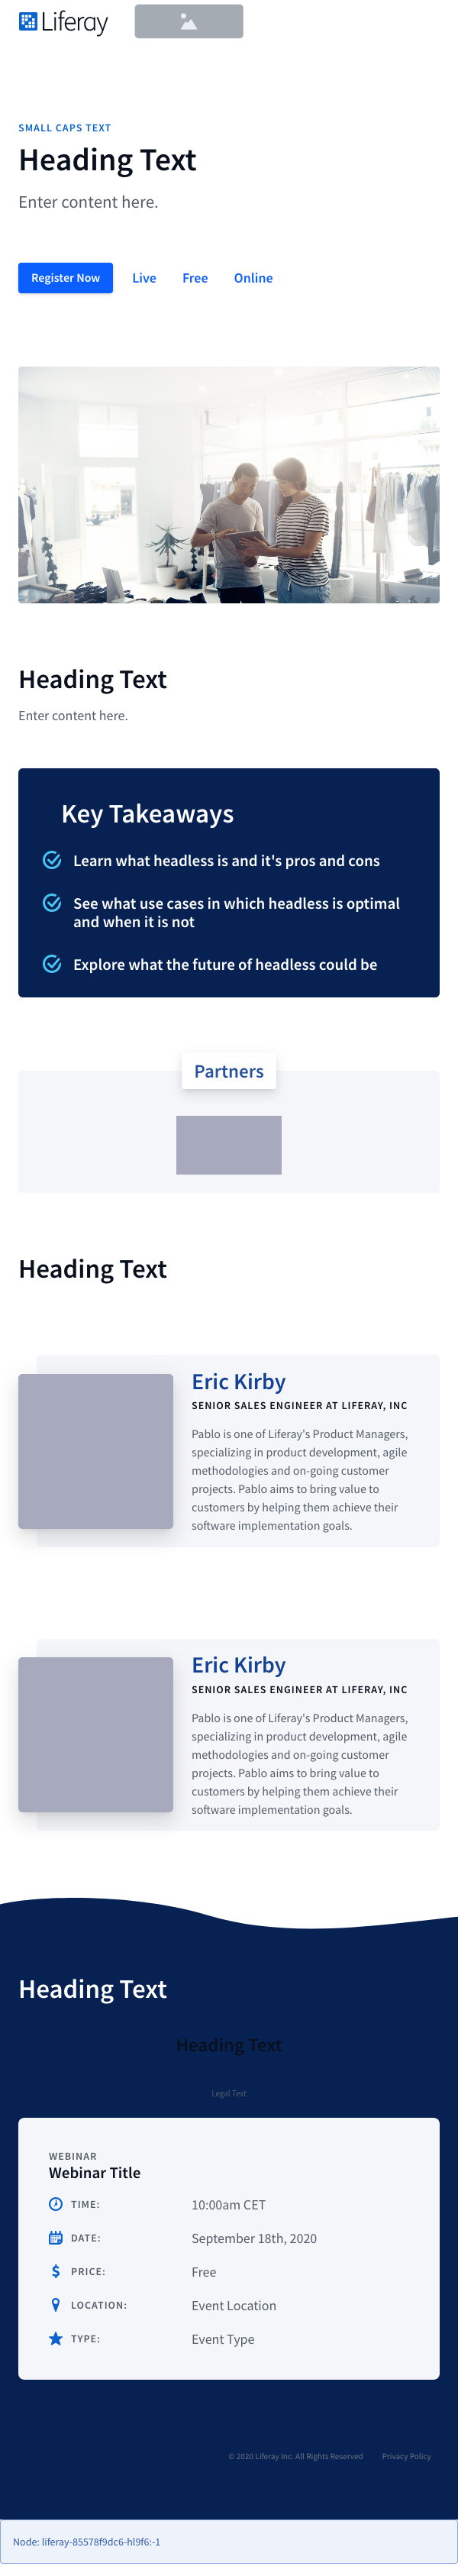 Liferay
SMALL CAPS TEXT
Heading Text
Enter content here.
Register Now Live Free Online
Heading Text
Enter content here.
Key Takeaways
Learn what headless is and it's pros and cons
See what use cases in which headless is optimal
and when it is not
Explore what the future of headless could be
Partners
Heading Text
Eric Kirby
SENIOR SALES ENGINEER AT LIFERAY, INC
Pablo is one of Liferay's Product Managers,
specializing in product development, agile
methodologies and on-going customer
projects. Pablo aims to bring value to
customers by helping them achieve their
software implementation goals.
Eric Kirby
SENIOR SALES ENGINEER AT LIFERAY, INC
Pablo is one of Liferay's Product Managers,
specializing in product development, agile
methodologies and on-going customer
projects. Pablo aims to bring value to
customers by helping them achieve their
software implementation goals.
Heading Text
Heading Text
Legal Text
WEBINAR
Webinar Title
TIME: 10:00am CET
DATE: September 18th, 2020
PRICE: Free
LOCATION: Event Location
TYPE: Event Type
© 2020 Liferay Inc. All Rights Reserved Privacy Policy
Node: liferay-85578f9dc6-hl9f6:-1